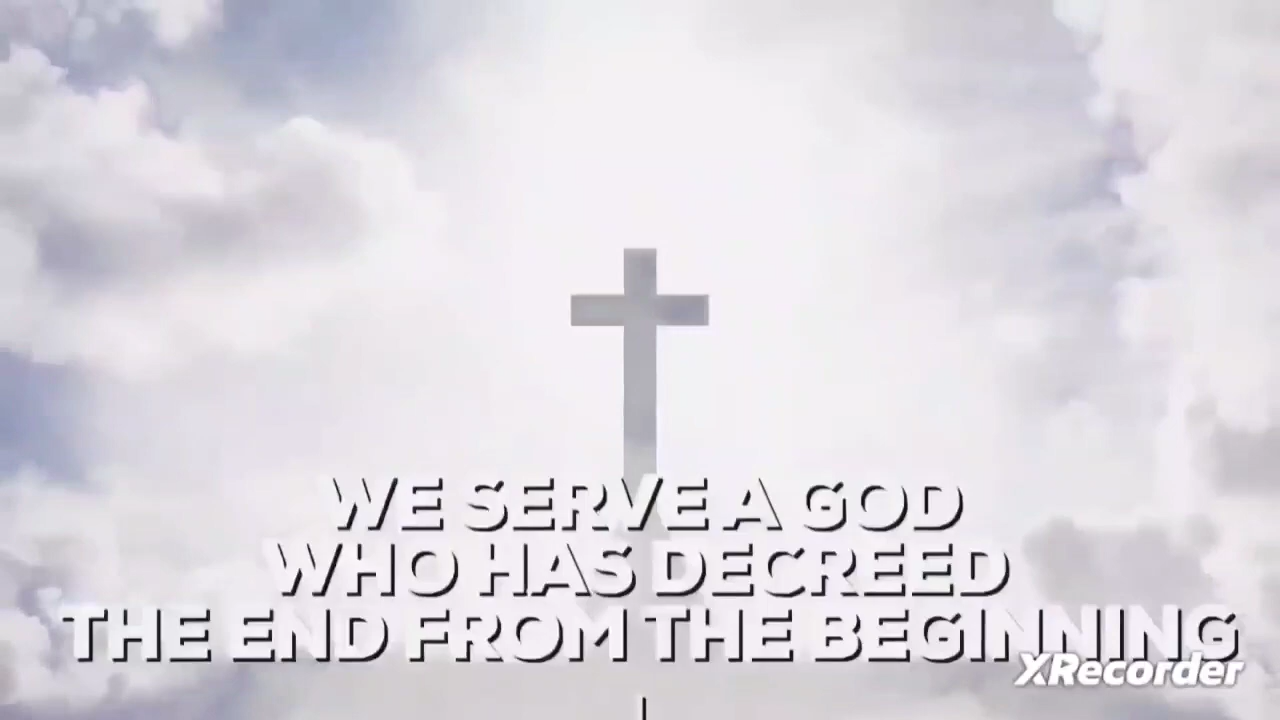 WE SERVE A GOD
WHO HAS DECREED
THE END FROM THE BEGINNING
XRecorder